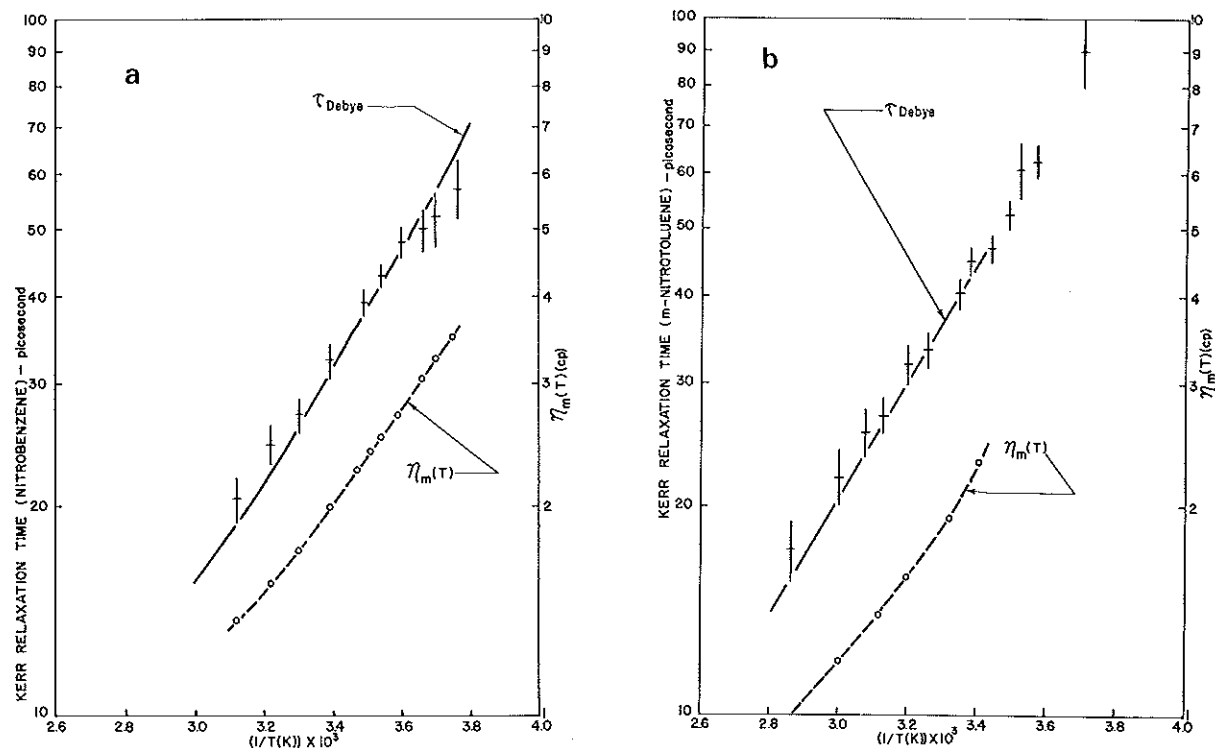 a
KERR RELAXATION TIME (NITROBENZENE) - picosecond
100
90
80
70
60
50
40
30
20
10
τDebye
ηm(T)
10
9
8
7
6
5
4
3
2
ηm(T)(cp)
2.6 3.0 3.2 3.4 3.6 3.8 4.0
(1/T(K)) X 10³
b
KERR RELAXATION TIME (m-NITROTOLUENE) - picosecond
100
90
80
70
60
50
40
30
20
10
τDebye
ηm(T)
10
9
8
7
6
5
4
3
2
ηm(T)(cp)
2.6 2.8 3.0 3.2 3.4 3.6 3.8 4.0
(1/T(K)) X 10³